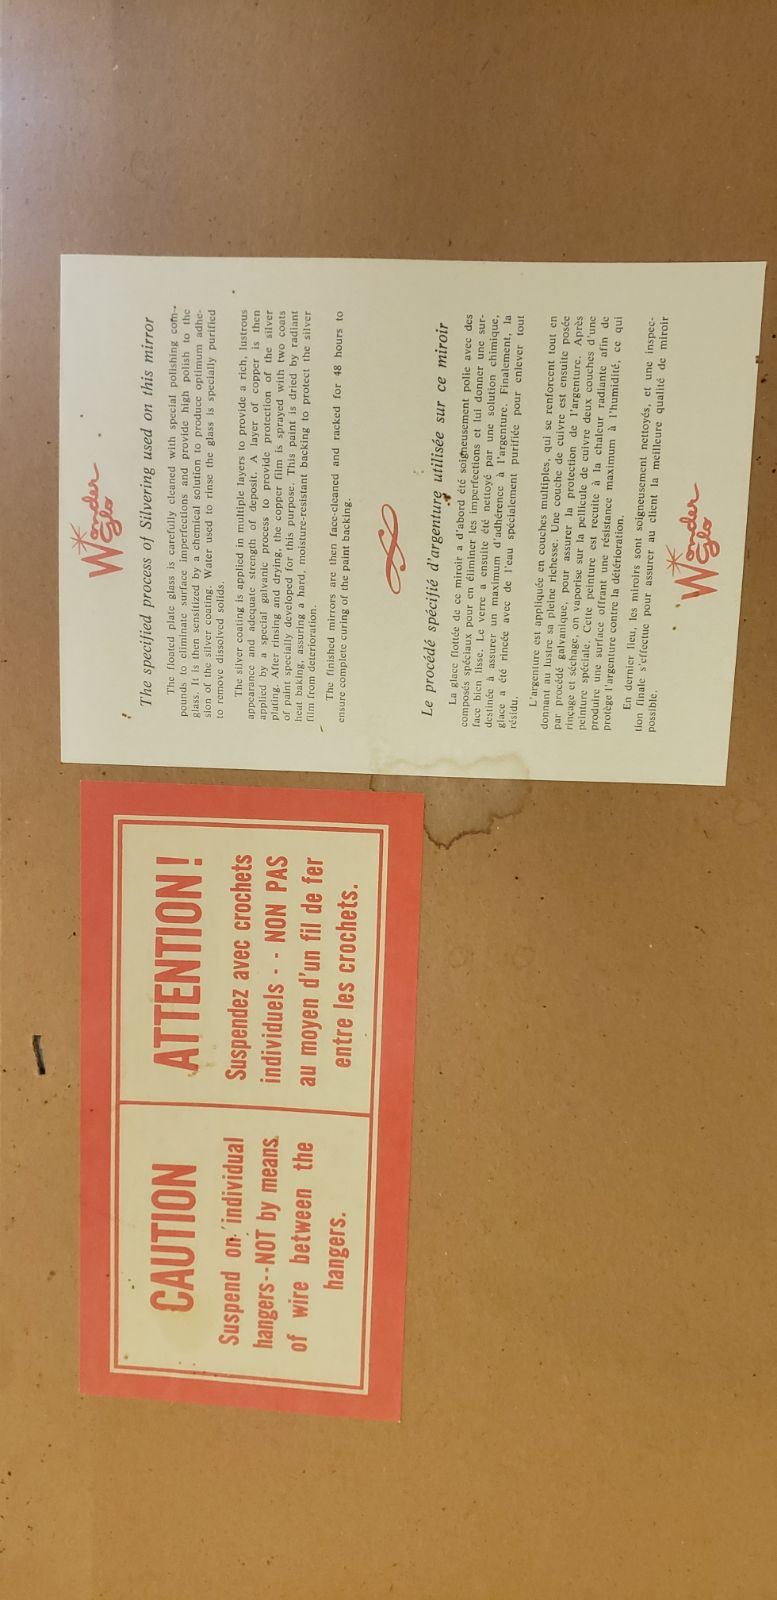 Wonder Glo
The specified process of Silvering used on this mirror
The floated plate glass is carefully cleaned with special polishing com-
pounds to eliminate surface imperfections and provide high polish to the
glass. It is then sensitized by a chemical solution to produce optimum adhe-
sion of the silver coating. Water used to rinse the glass is specially purified
to remove dissolved solids.
The silver coating is applied in multiple layers to provide a rich, lustrous
appearance and adequate strength of deposit. A layer of copper is then
applied by a special galvanic process to provide protection of the silver
plating. After rinsing and drying, the copper film is sprayed with two coats
of paint specially developed for this purpose. This paint is dried by radiant
heat baking, assuring a hard, moisture-resistant backing to protect the silver
film from deterioration.
The finished mirrors are then face-cleaned and racked for 48 hours to
ensure complete curing of the paint backing.
Le procédé spécifié d'argenture utilisée sur ce miroir
La glace flottée de ce miroir a d'abord été soigneusement polie avec des
composés spéciaux pour en éliminer les imperfections et lui donner une sur-
face bien lisse. Le verre a ensuite été nettoyé par une solution chimique,
destinée à assurer un maximum d'adhérence à l'argenture. Finalement, la
glace a été rincée avec de l'eau spécialement purifiée pour enlever tout
résidu.
L'argenture est appliquée en couches multiples, qui se renforcent tout en
donnant au lustre sa pleine richesse. Une couche de cuivre est ensuite posée
par procédé galvanique, pour assurer la protection de l'argenture. Après
rinçage et séchage, on vaporise sur la pellicule de cuivre deux couches d'une
peinture spéciale. Cette peinture est recuite à la chaleur radiante afin de
produire une surface offrant une résistance maximum à l'humidité, ce qui
protège l'argenture contre la détérioration.
En dernier lieu, les miroirs sont soigneusement nettoyés, et une inspec-
tion finale s'effectue pour assurer au client la meilleure qualité de miroir
possible.
Wonder Glo
CAUTION
Suspend on individual
hangers--NOT by means
of wire between the
hangers.
ATTENTION!
Suspendez avec crochets
individuels - - NON PAS
au moyen d'un fil de fer
entre les crochets.